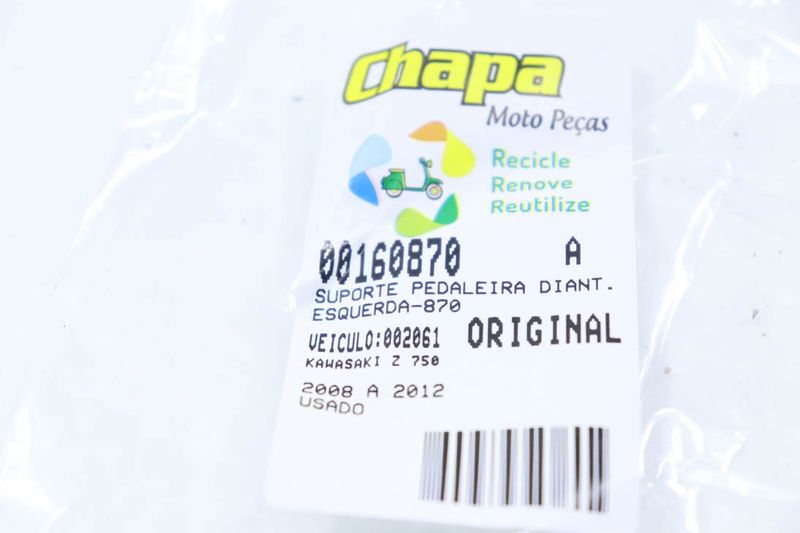 Chapa
Moto Peças
Recicle
Renove
Reutilize
00160870 A
SUPORTE PEDALEIRA DIANT.
ESQUERDA-870
VEICULO:002061 ORIGINAL
KAWASAKI Z 750
2008 A 2012
USADO